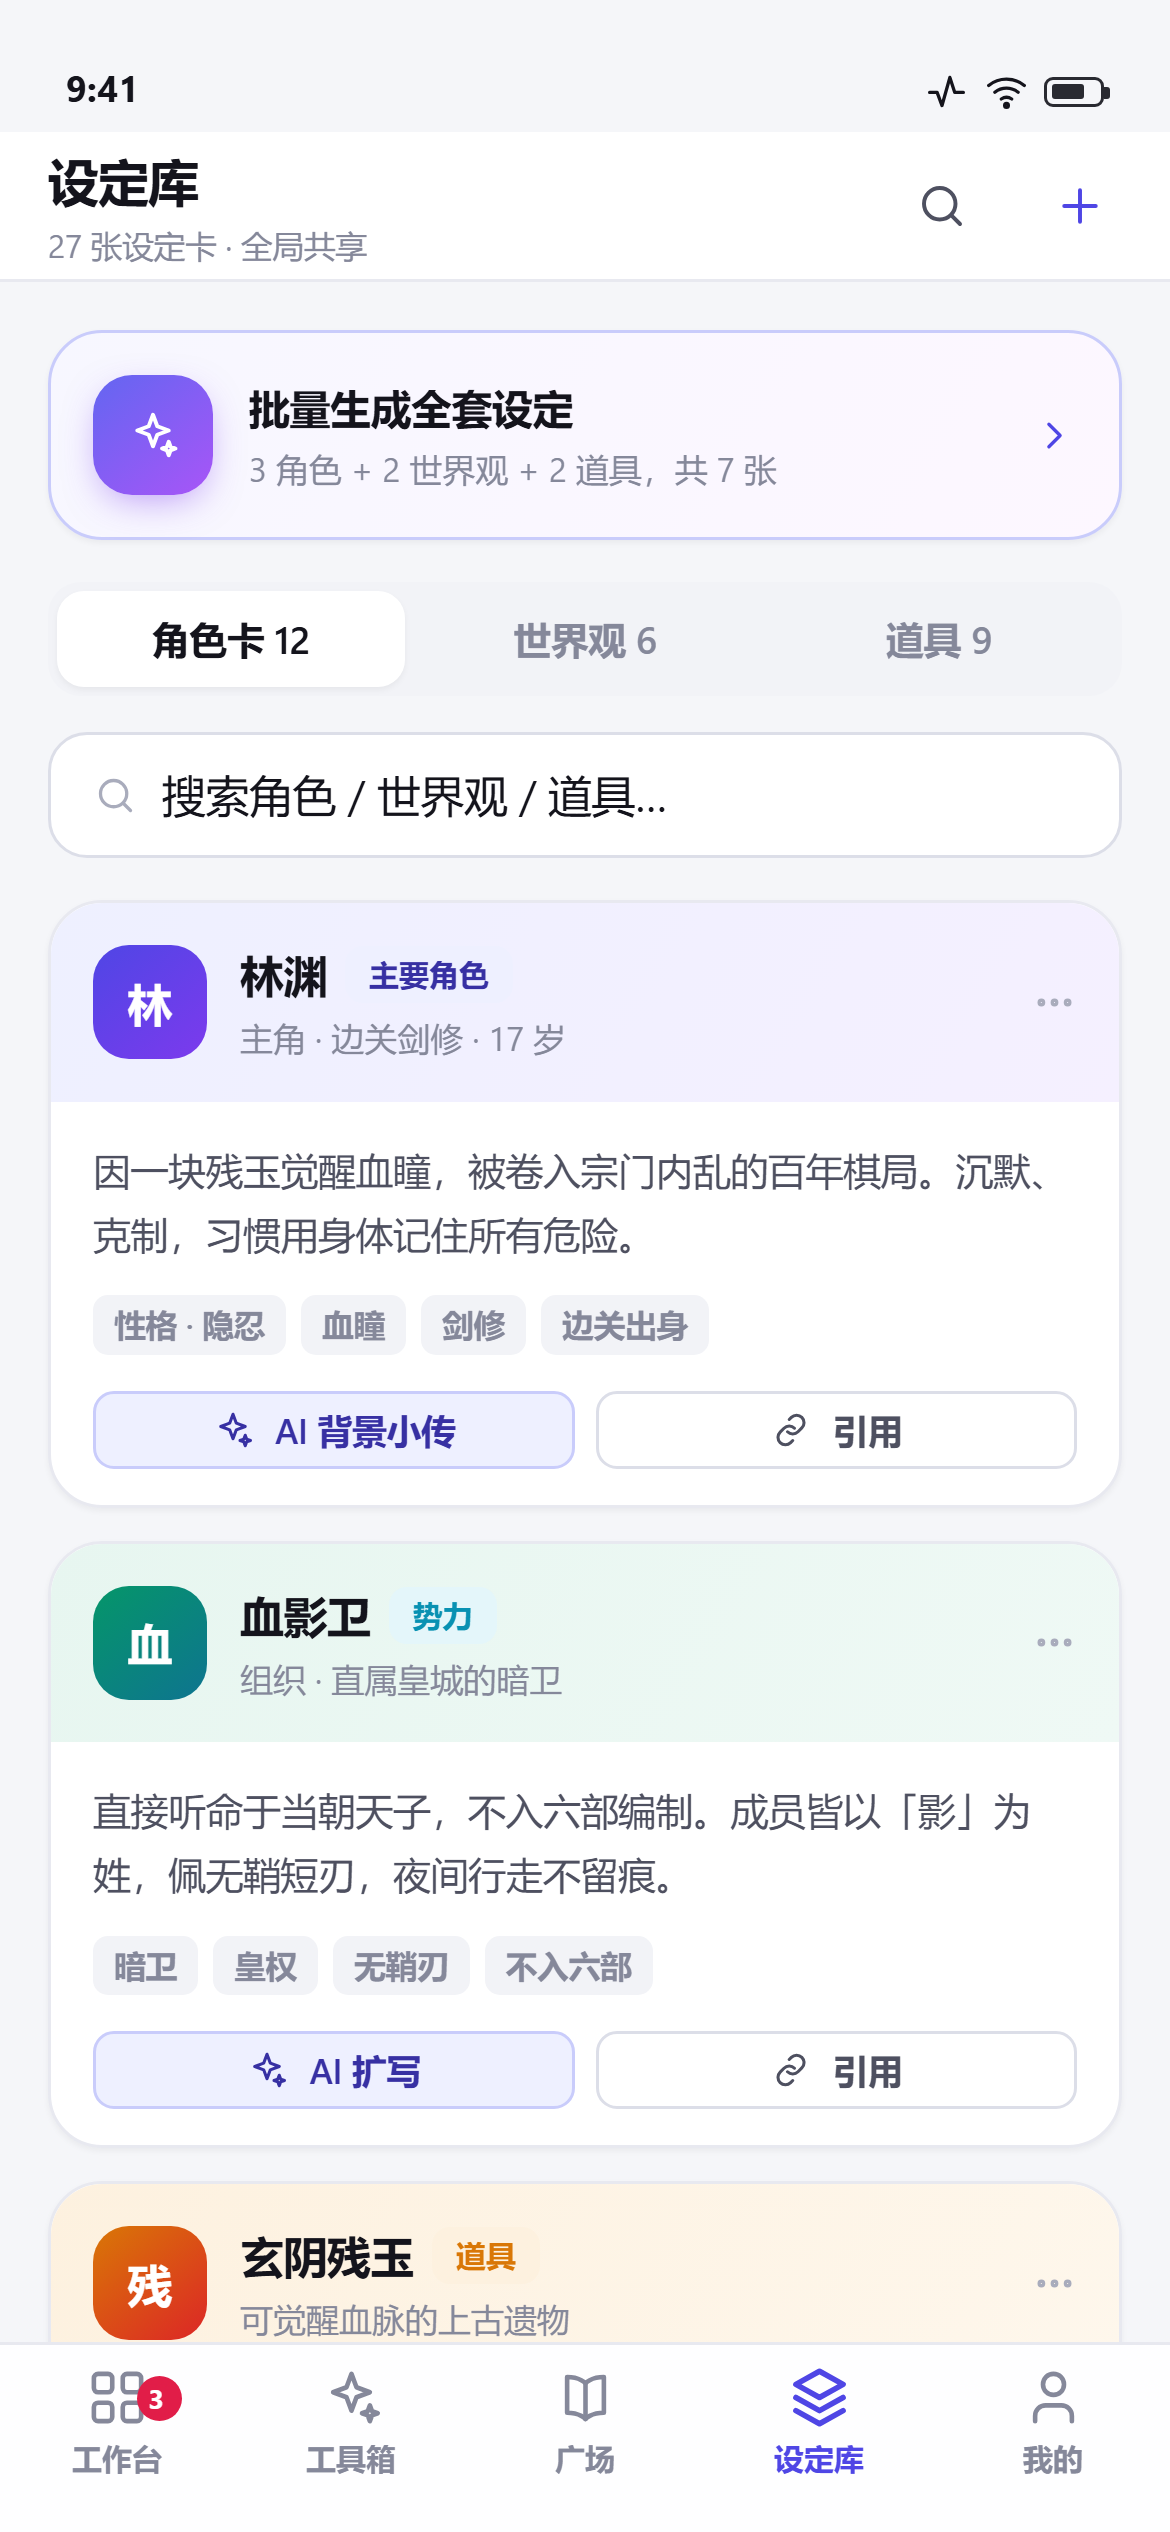 9:41
设定库
27 张设定卡 · 全局共享
批量生成全套设定
3 角色 + 2 世界观 + 2 道具，共 7 张
角色卡 12
世界观 6
道具 9
搜索角色 / 世界观 / 道具...
林
林渊
主要角色
主角 · 边关剑修 · 17 岁
因一块残玉觉醒血瞳，被卷入宗门内乱的百年棋局。沉默、
克制，习惯用身体记住所有危险。
性格 · 隐忍
血瞳
剑修
边关出身
AI 背景小传
引用
血
血影卫
势力
组织 · 直属皇城的暗卫
直接听命于当朝天子，不入六部编制。成员皆以「影」为
姓，佩无鞘短刃，夜间行走不留痕。
暗卫
皇权
无鞘刃
不入六部
AI 扩写
引用
残
玄阴残玉
道具
可觉醒血脉的上古遗物
3
工作台
工具箱
广场
设定库
我的